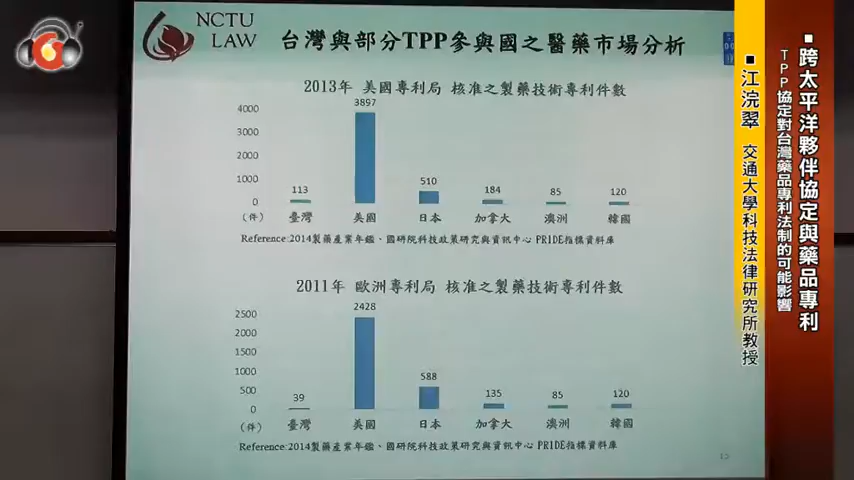 NCTU
LAW
台灣與部分TPP參與國之醫藥市場分析
2013年 美國專利局 核准之製藥技術專利件數
4000
3000
2000
1000
0
(件)
113
3897
510
184
85
120
臺灣
美國
日本
加拿大
澳洲
韓國
Reference:2014製藥產業年鑑、國研院科技政策研究與資訊中心 PRIDE指標資料庫
2011年 歐洲專利局 核准之製藥技術專利件數
2500
2000
1500
1000
500
0
(件)
39
2428
588
135
85
120
臺灣
美國
日本
加拿大
澳洲
韓國
Reference:2014製藥產業年鑑、國研院科技政策研究與資訊中心 PRIDE指標資料庫
■ 跨太平洋夥伴協定與藥品專利
TPP協定對台灣藥品專利法制的可能影響
■ 江浣翠 交通大學科技法律研究所教授